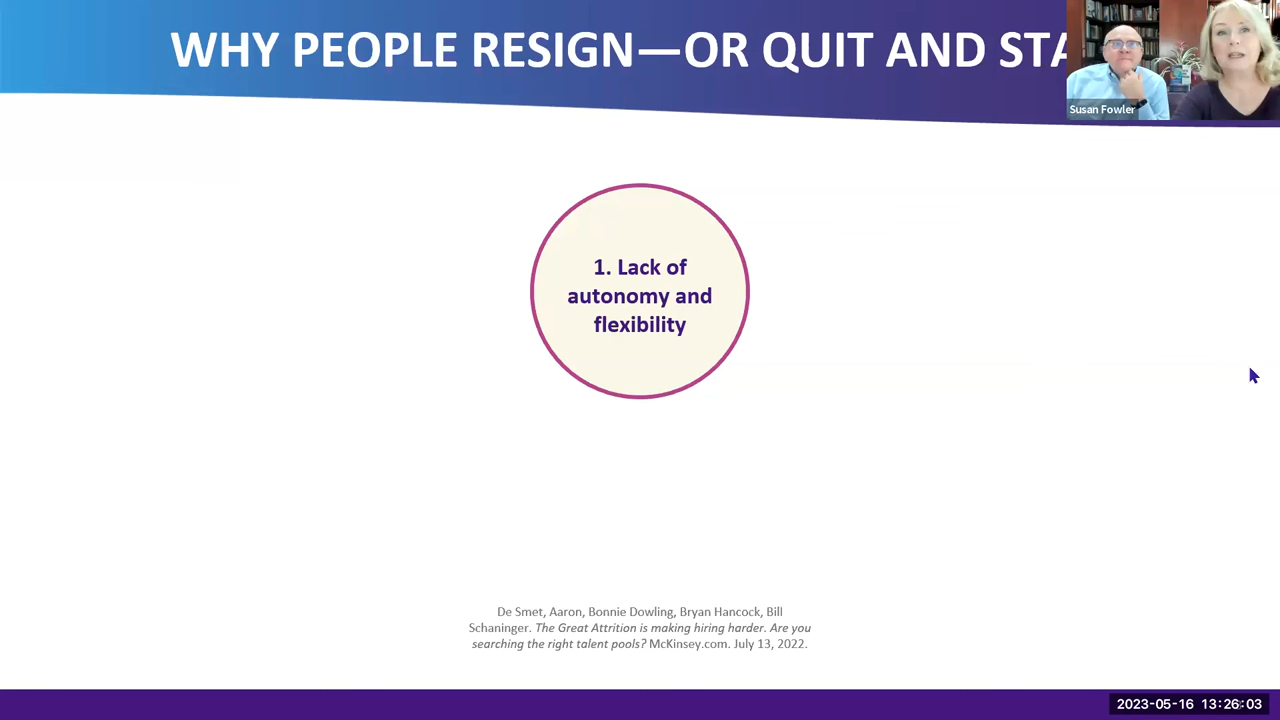 WHY PEOPLE RESIGN—OR QUIT AND STA
Susan Fowler
1. Lack of
autonomy and
flexibility
De Smet, Aaron, Bonnie Dowling, Bryan Hancock, Bill
Schaninger. The Great Attrition is making hiring harder. Are you
searching the right talent pools? McKinsey.com. July 13, 2022.
2023-05-16 13:26:03